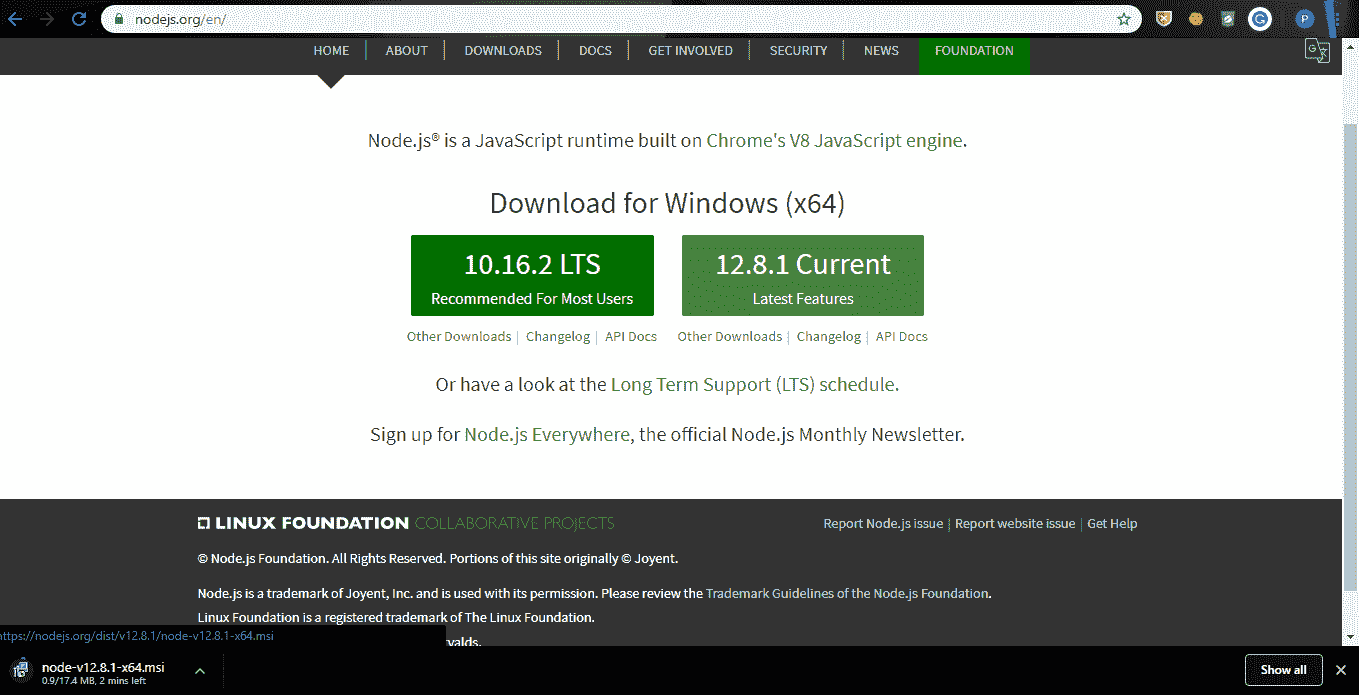 nodejs.org/en/
P
HOME ABOUT DOWNLOADS DOCS GET INVOLVED SECURITY NEWS FOUNDATION
Node.js® is a JavaScript runtime built on Chrome's V8 JavaScript engine.
Download for Windows (x64)
10.16.2 LTS
Recommended For Most Users
12.8.1 Current
Latest Features
Other Downloads | Changelog | API Docs
Other Downloads | Changelog | API Docs
Or have a look at the Long Term Support (LTS) schedule.
Sign up for Node.js Everywhere, the official Node.js Monthly Newsletter.
LINUX FOUNDATION COLLABORATIVE PROJECTS
Report Node.js issue | Report website issue | Get Help
© Node.js Foundation. All Rights Reserved. Portions of this site originally © Joyent.
Node.js is a trademark of Joyent, Inc. and is used with its permission. Please review the Trademark Guidelines of the Node.js Foundation.
Linux Foundation is a registered trademark of The Linux Foundation.
https://nodejs.org/dist/v12.8.1/node-v12.8.1-x64.msi
node-v12.8.1-x64.msi
0.9/17.4 MB, 2 mins left
Show all